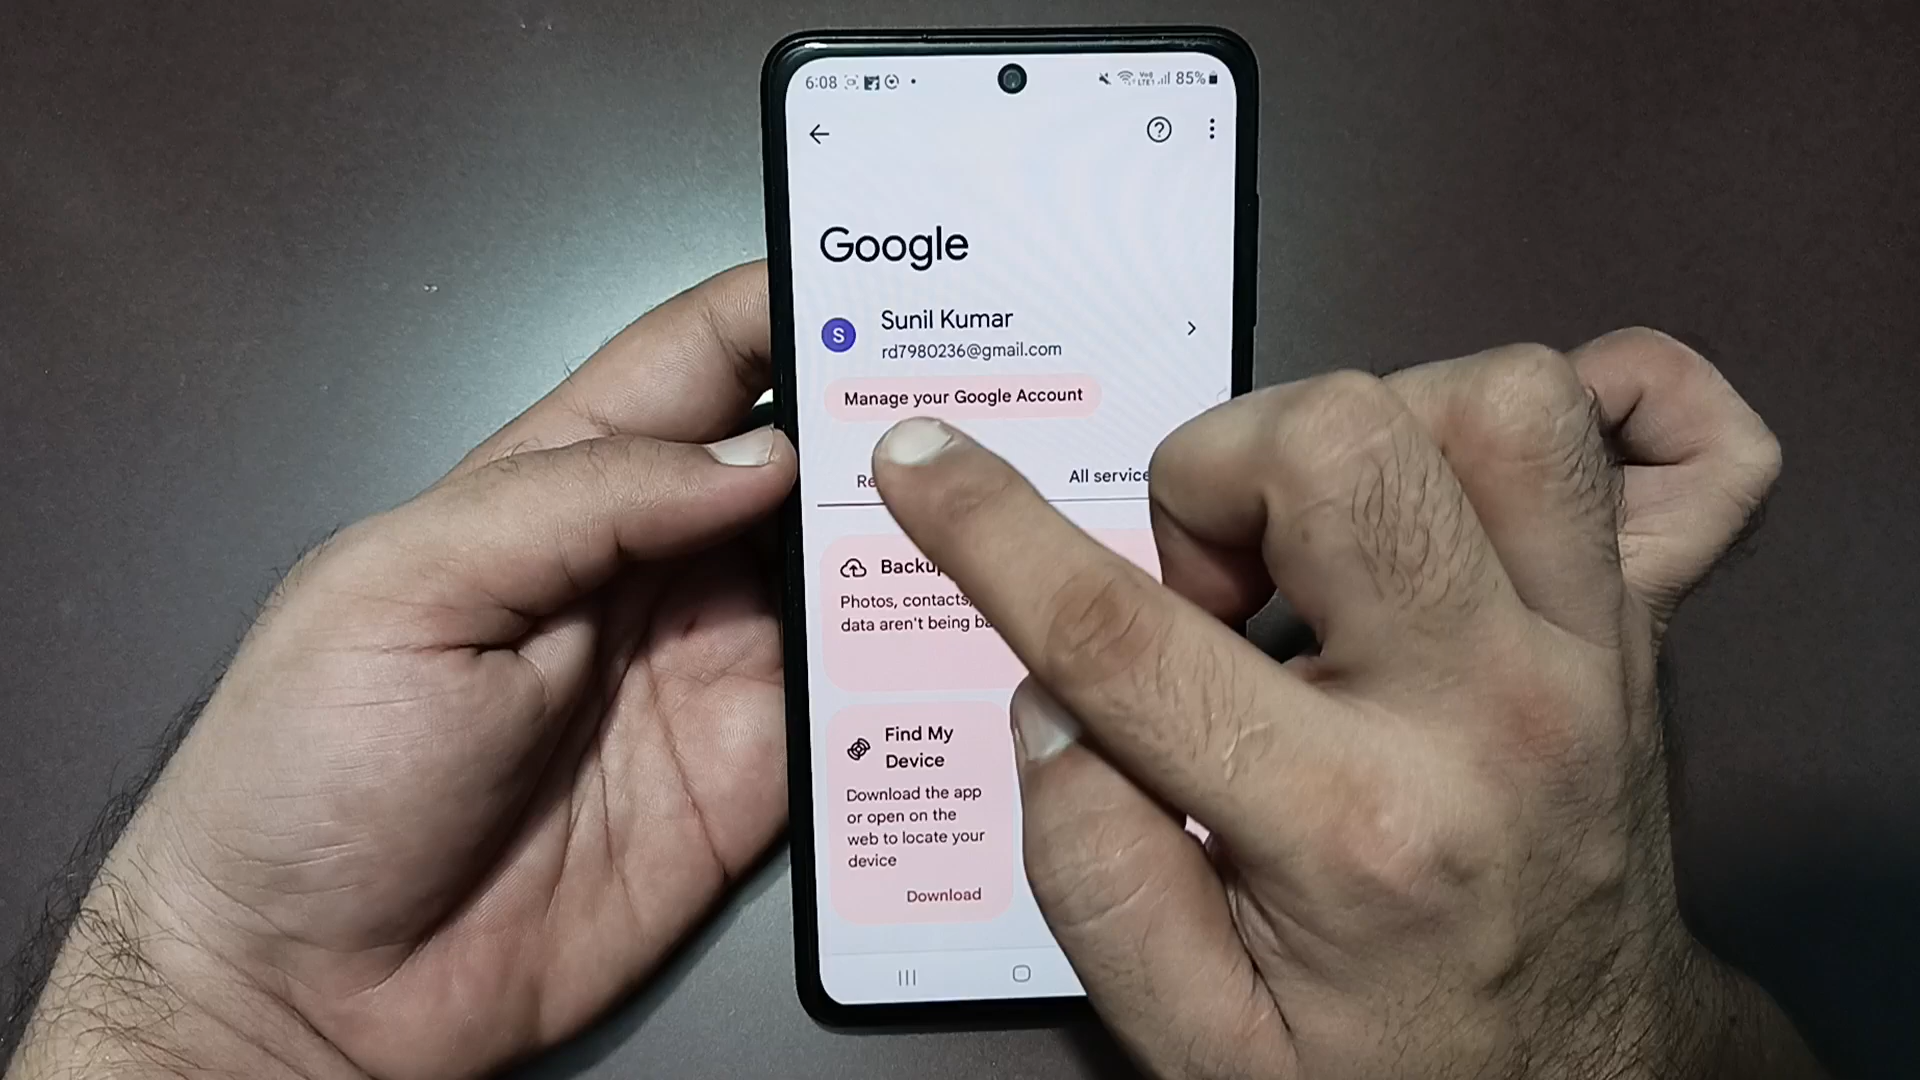 6:08
85%
Google
S
Sunil Kumar
rd7980236@gmail.com
Manage your Google Account
All service
Photos, contacts,
data aren't being
Find My
Device
Download the app
or open on the
web to locate your
device
Download